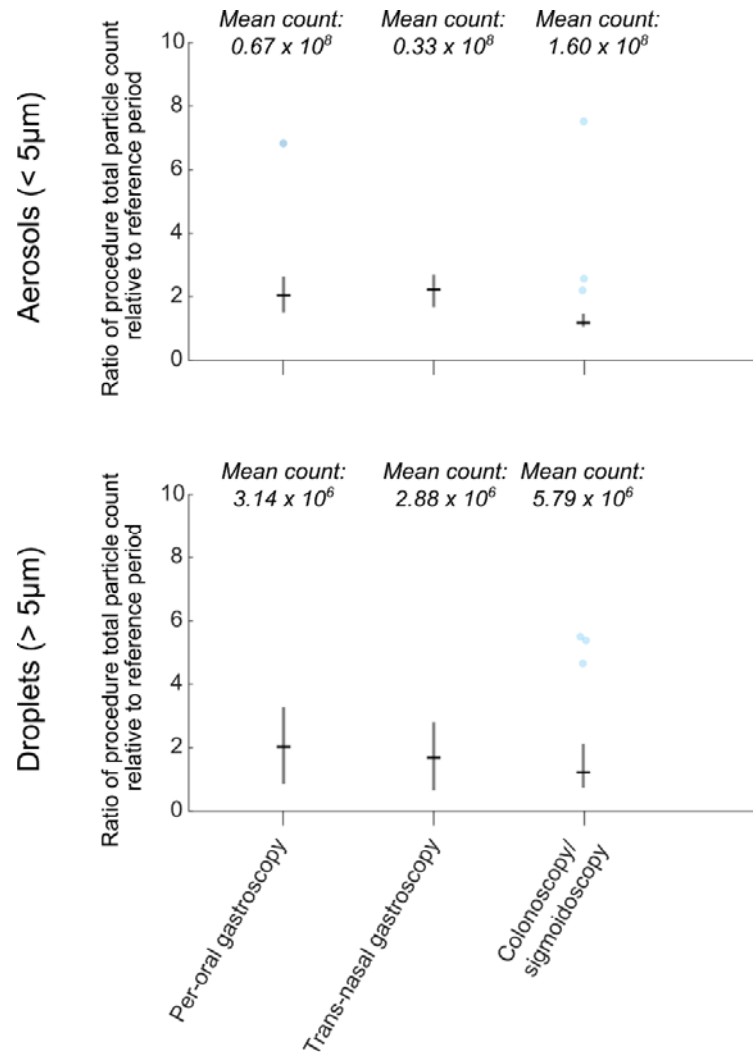 Mean count: Mean count: Mean count:
0.67 x 10⁸ 0.33 x 10⁸ 1.60 x 10⁸
Aerosols (< 5µm)
Ratio of procedure total particle count
relative to reference period
10
8
6
4
2
0
Mean count: Mean count: Mean count:
3.14 x 10⁶ 2.88 x 10⁶ 5.79 x 10⁶
Droplets (> 5µm)
Ratio of procedure total particle count
relative to reference period
10
8
6
4
2
0
Per-oral gastroscopy
Trans-nasal gastroscopy
Colonoscopy/
sigmoidoscopy